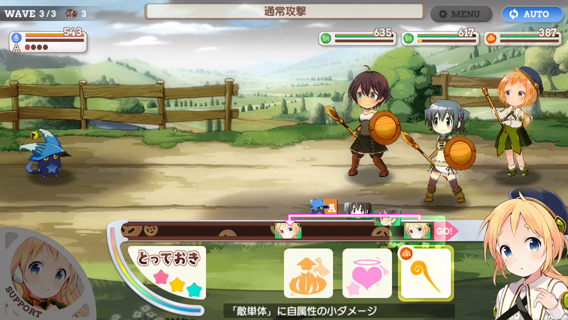 WAVE 3/3 3
通常攻撃
MENU
AUTO
543
A
635
617
387
A
GO!
とっておき
SUPPORT
「敵単体」に自属性の小ダメージ